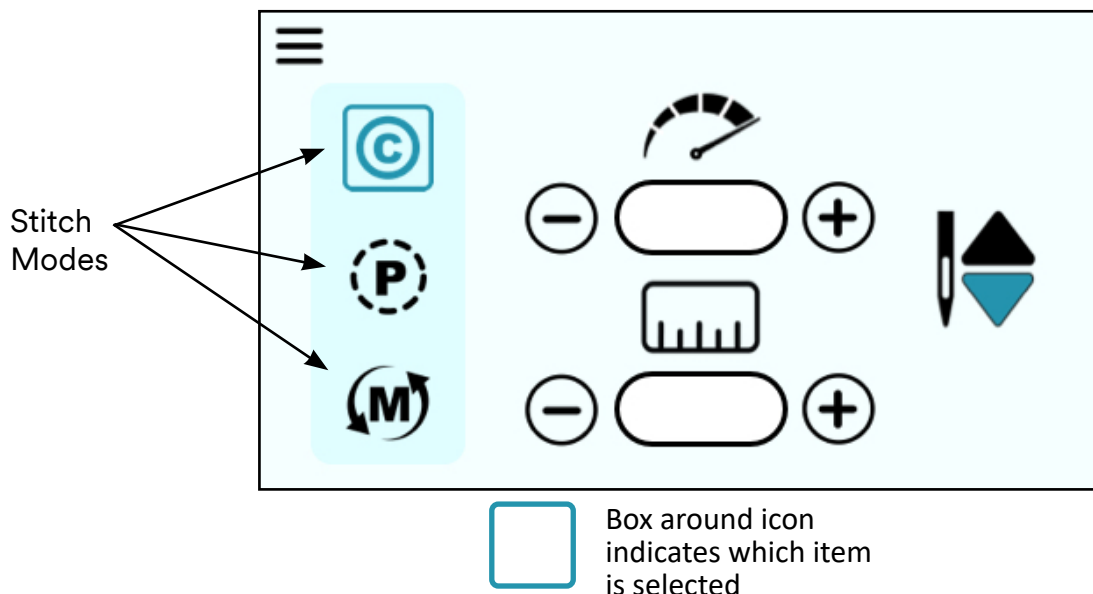 C
Stitch
Modes
P
M
Box around icon
indicates which item
is selected